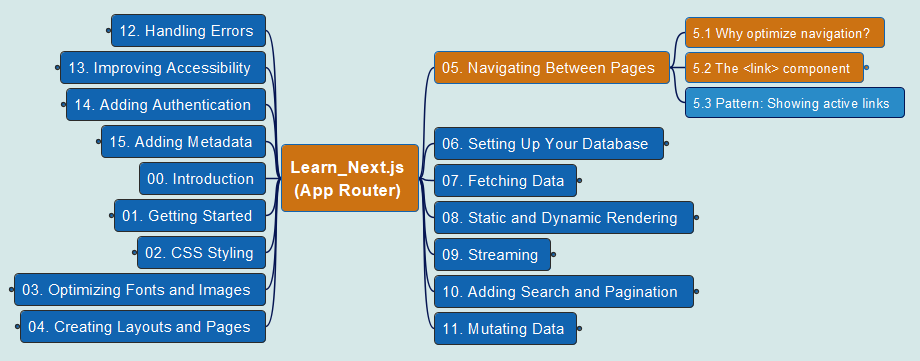 12. Handling Errors
13. Improving Accessibility
14. Adding Authentication
15. Adding Metadata
00. Introduction
01. Getting Started
02. CSS Styling
03. Optimizing Fonts and Images
04. Creating Layouts and Pages
Learn_Next.js
(App Router)
05. Navigating Between Pages
5.1 Why optimize navigation?
5.2 The <link> component
5.3 Pattern: Showing active links
06. Setting Up Your Database
07. Fetching Data
08. Static and Dynamic Rendering
09. Streaming
10. Adding Search and Pagination
11. Mutating Data